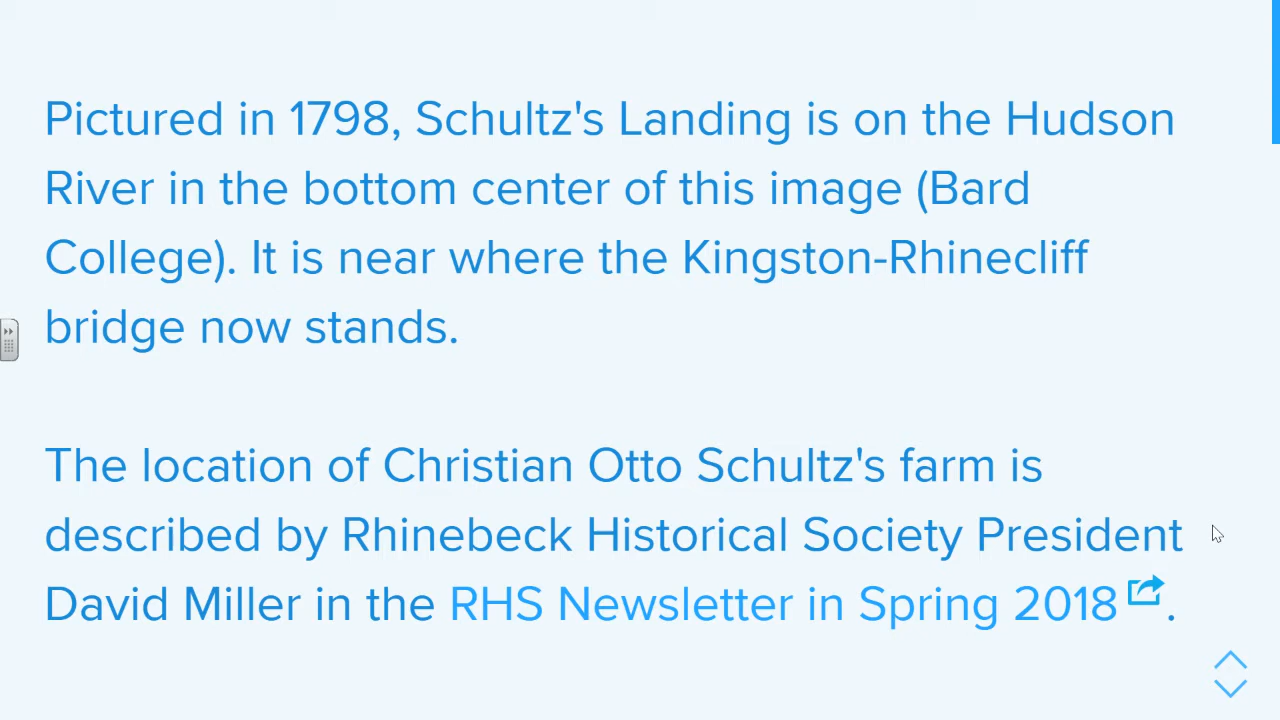 Pictured in 1798, Schultz's Landing is on the Hudson
River in the bottom center of this image (Bard
College). It is near where the Kingston-Rhinecliff
bridge now stands.
The location of Christian Otto Schultz's farm is
described by Rhinebeck Historical Society President
David Miller in the RHS Newsletter in Spring 2018.